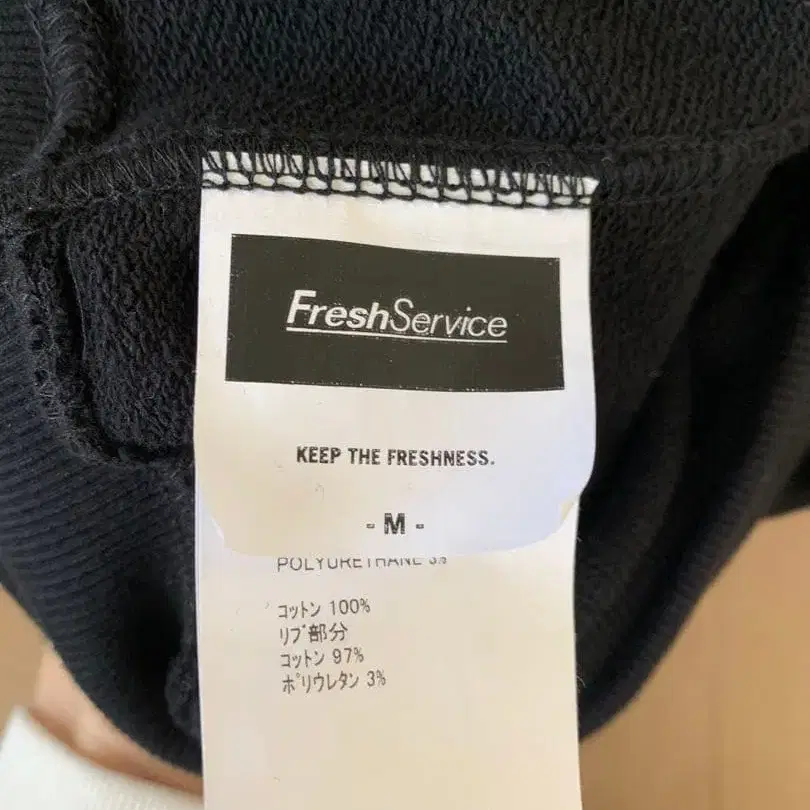 FreshService
KEEP THE FRESHNESS.
- M -
POLYURETHANE 3%
コットン 100%
リブ部分
コットン 97%
ポリウレタン 3%